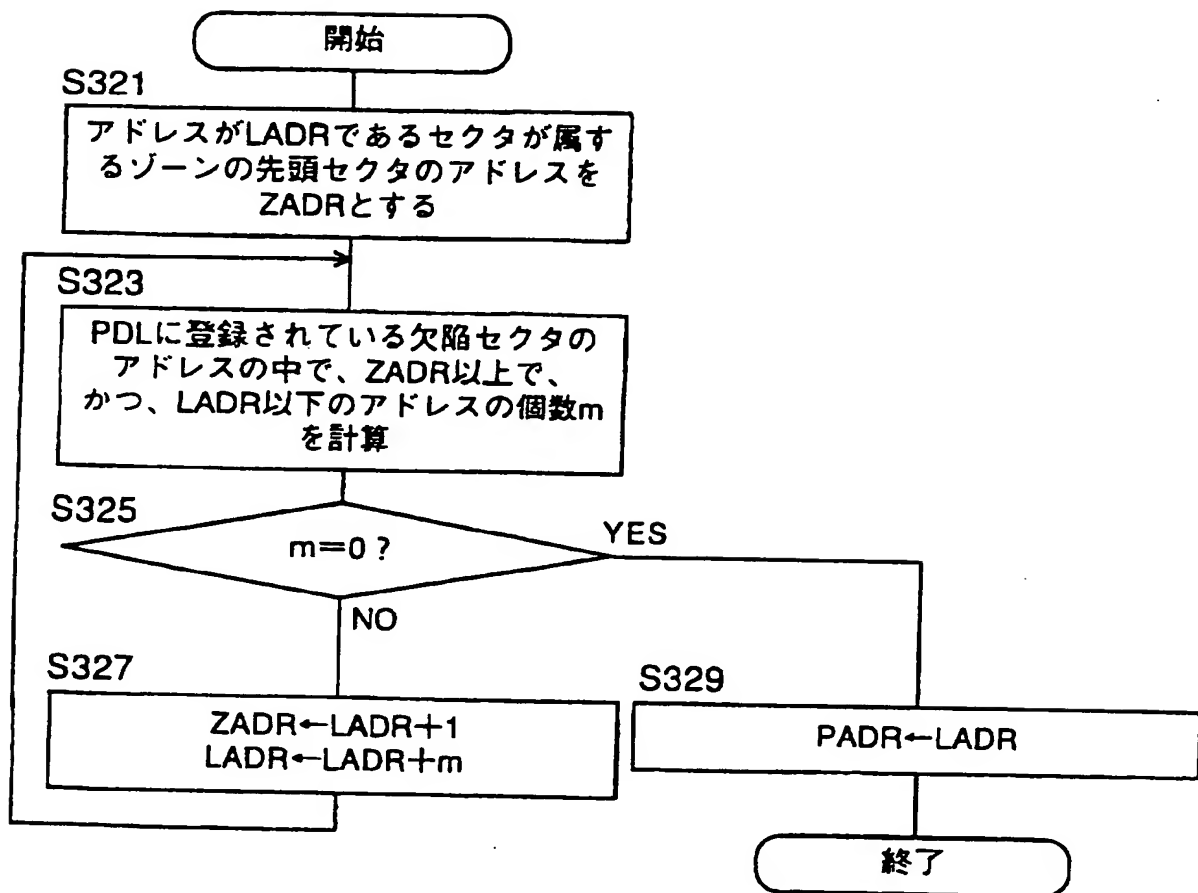 開始
S321
アドレスがLADRであるセクタが属す
るゾーンの先頭セクタのアドレスを
ZADRとする
S323
PDLに登録されている欠陥セクタの
アドレスの中で、ZADR以上で、
かつ、LADR以下のアドレスの個数m
を計算
S325
m=0?
YES
NO
S327
ZADR←LADR+1
LADR←LADR+m
S329
PADR←LADR
終了